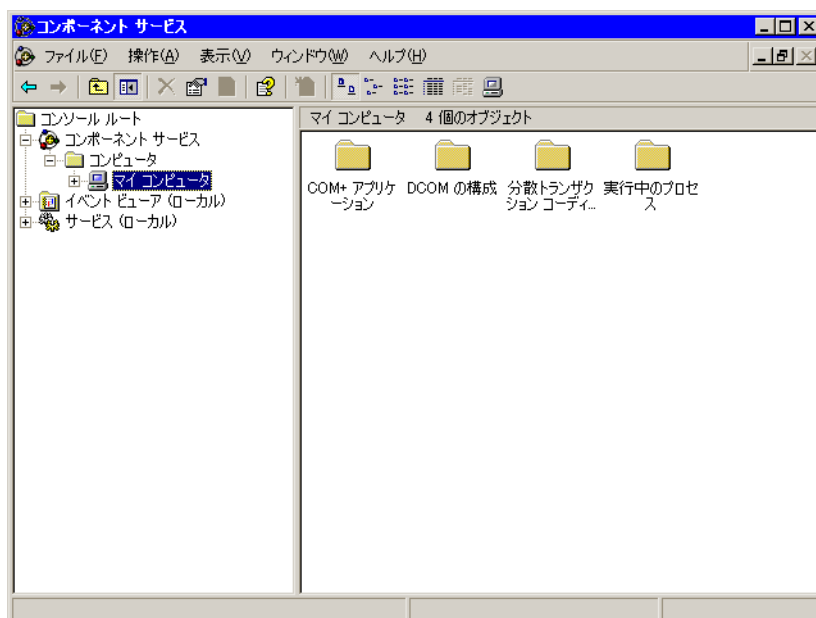 コンポーネント サービス
ファイル(F) 操作(A) 表示(V) ウィンドウ(W) ヘルプ(H)
コンソール ルート
コンポーネント サービス
コンピュータ
マイ コンピュータ
イベント ビューア (ローカル)
サービス (ローカル)
マイ コンピュータ 4 個のオブジェクト
COM+ アプリケ
ーション
DCOM の構成
分散トランザク
ション コーディ...
実行中のプロセ
ス